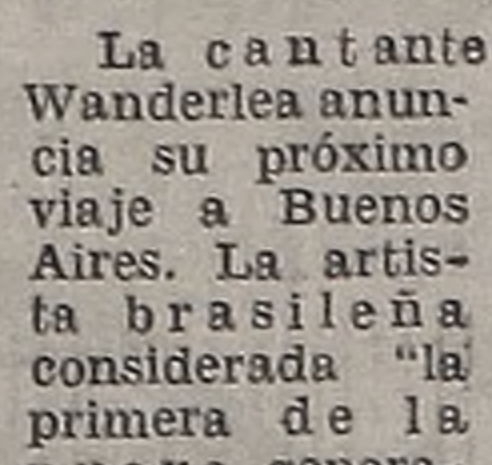 La cantante
Wanderlea anun-
cia su próximo
viaje a Buenos
Aires. La artis-
ta brasileña
considerada "la
primera de la